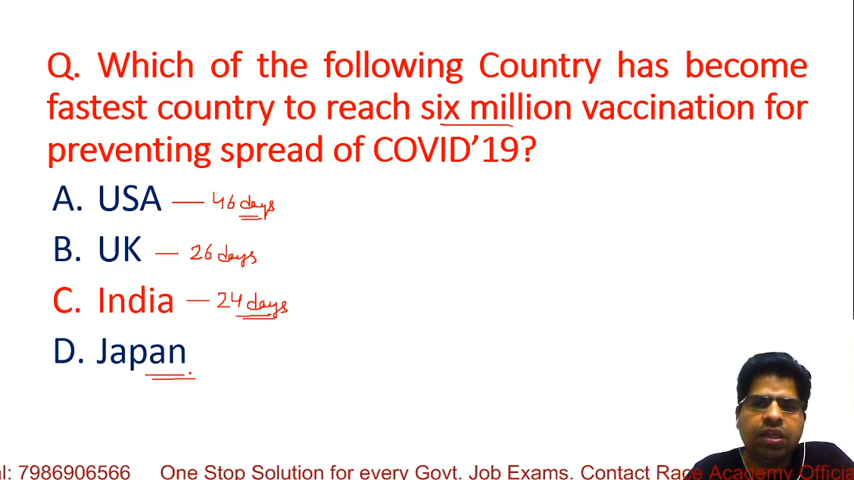 Q. Which of the following Country has become
fastest country to reach six million vaccination for
preventing spread of COVID'19?
A. USA — 46 days
B. UK — 26 days
C. India — 24 days
D. Japan
al: 7986906566 One Stop Solution for every Govt. Job Exams. Contact Race Academy Official